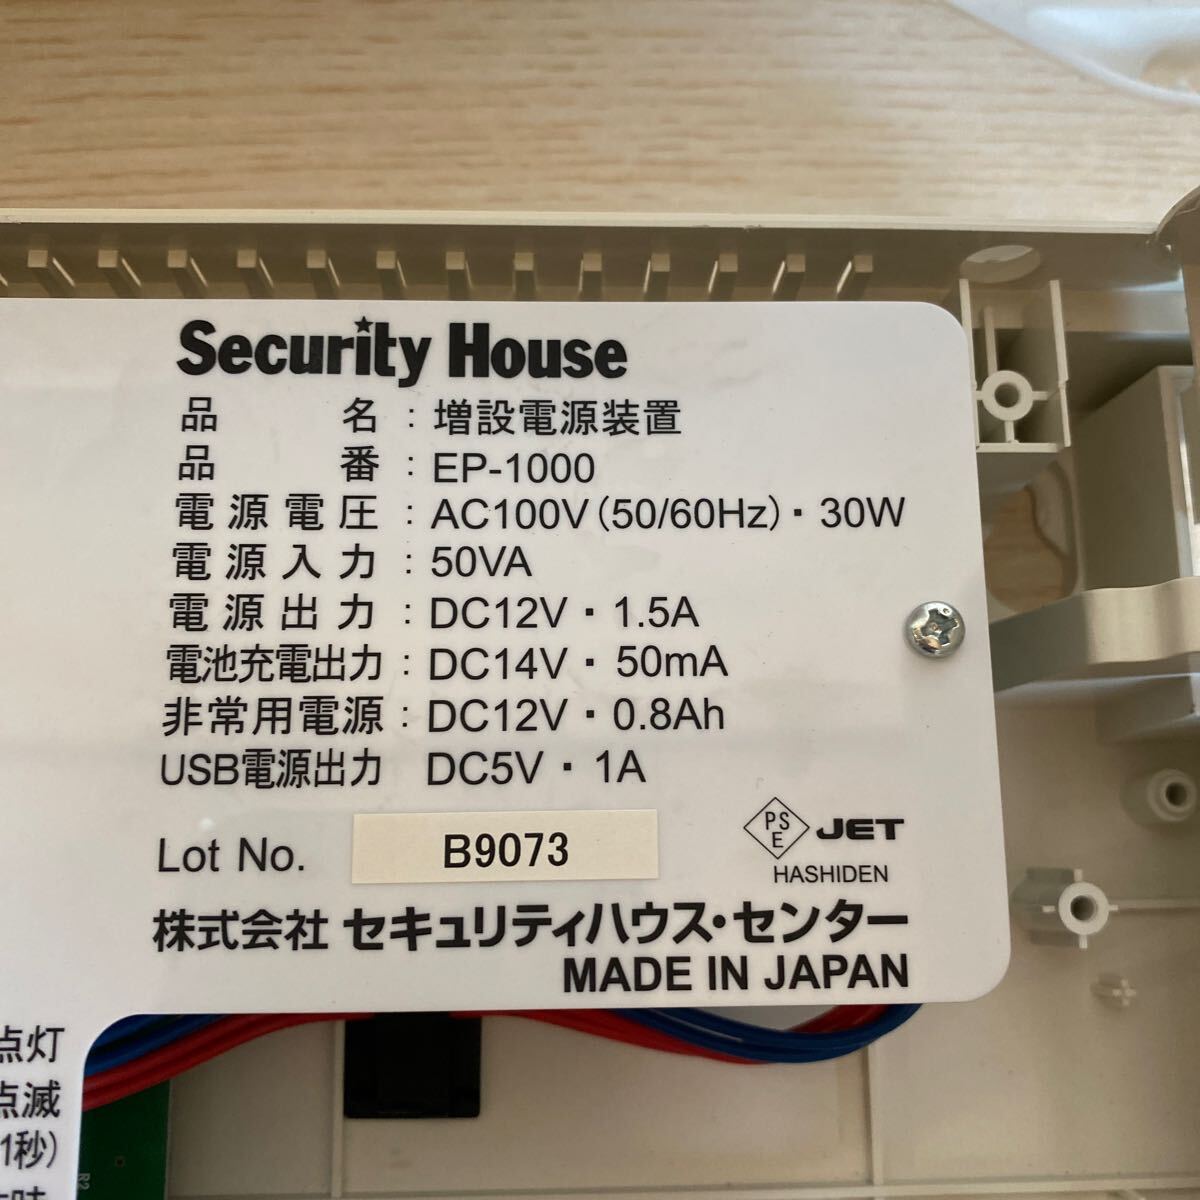 Security House
品名:増設電源装置
品番:EP-1000
電源電圧:AC100V(50/60Hz)・30W
電源入力:50VA
電源出力:DC12V・1.5A
電池充電出力:DC14V・50mA
非常用電源:DC12V・0.8Ah
USB電源出力 DC5V・1A
PSE JET
Lot No. B9073
HASHIDEN
株式会社 セキュリティハウス・センター
MADE IN JAPAN
点灯
点滅
1秒)
R2